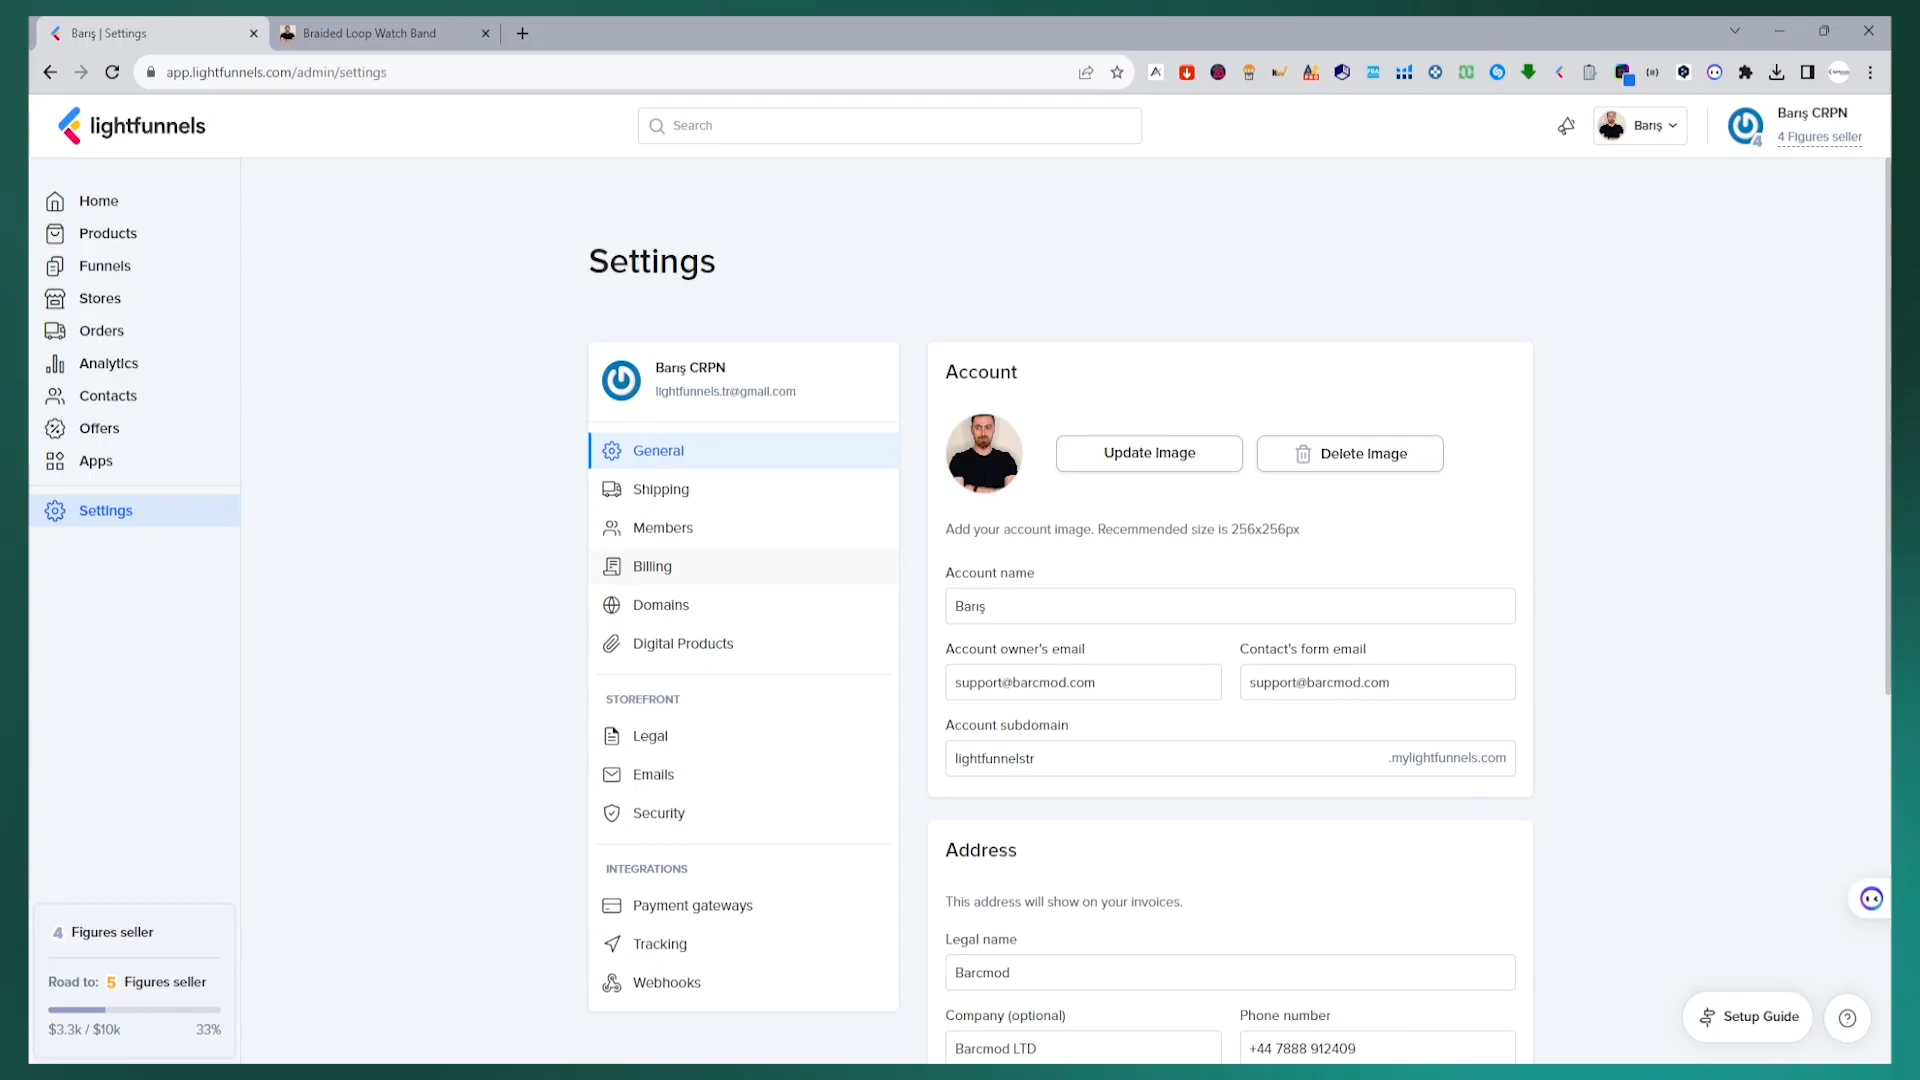 Barış | Settings
Braided Loop Watch Band
app.lightfunnels.com/admin/settings
lightfunnels
Search
Barış
Barış CRPN
4 Figures seller
Home
Products
Funnels
Stores
Orders
Analytics
Contacts
Offers
Apps
Settings
4 Figures seller
Road to: 5 Figures seller
$3.3k / $10k 33%
Settings
Barış CRPN
lightfunnels.tr@gmail.com
General
Shipping
Members
Billing
Domains
Digital Products
STOREFRONT
Legal
Emails
Security
INTEGRATIONS
Payment gateways
Tracking
Webhooks
Account
Update Image
Delete Image
Add your account image. Recommended size is 256x256px
Account name
Barış
Account owner's email Contact's form email
support@barcmod.com support@barcmod.com
Account subdomain
lightfunnelstr .mylightfunnels.com
Address
This address will show on your invoices.
Legal name
Barcmod
Company (optional) Phone number
Barcmod LTD +44 7888 912409
Setup Guide